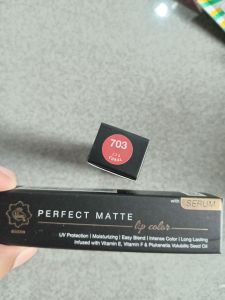 703
with SERUM
PERFECT MATTE lip color
UV Protection | Moisturizing | Easy Blend | Intense Color | Long Lasting
Infused with Vitamin E, Vitamin F & Plukenetia Volubilis Seed Oil